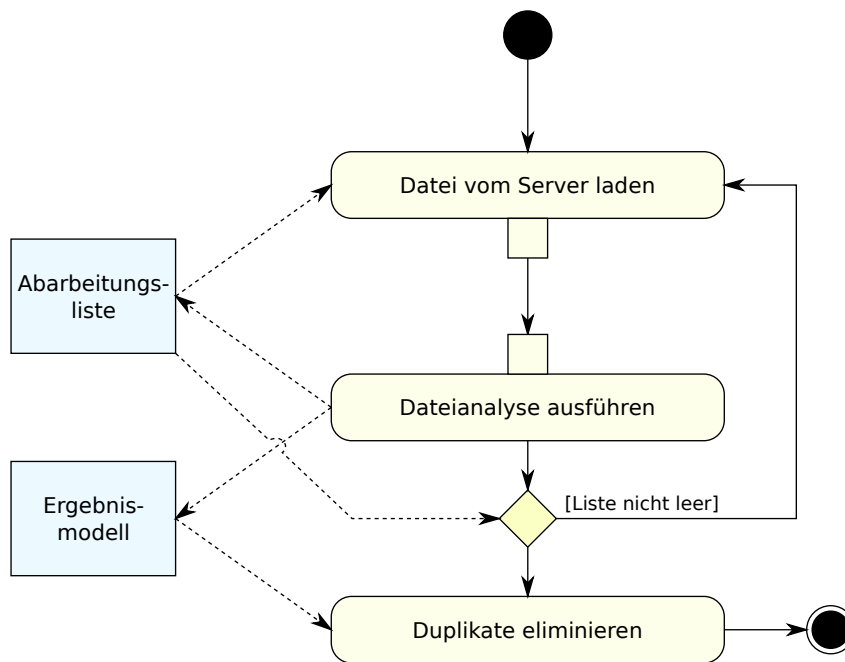 Datei vom Server laden
Abarbeitungs-
liste
Dateianalyse ausführen
[Liste nicht leer]
Ergebnis-
modell
Duplikate eliminieren